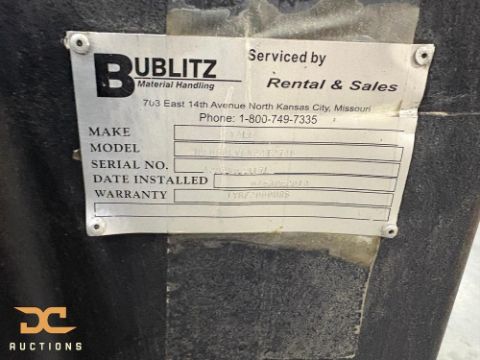 BUBLITZ
Material Handling
Serviced by
Rental & Sales
703 East 14th Avenue North Kansas City, Missouri
Phone: 1-800-749-7335
MAKE
MODEL
SERIAL NO.
DATE INSTALLED
WARRANTY
DC
AUCTIONS